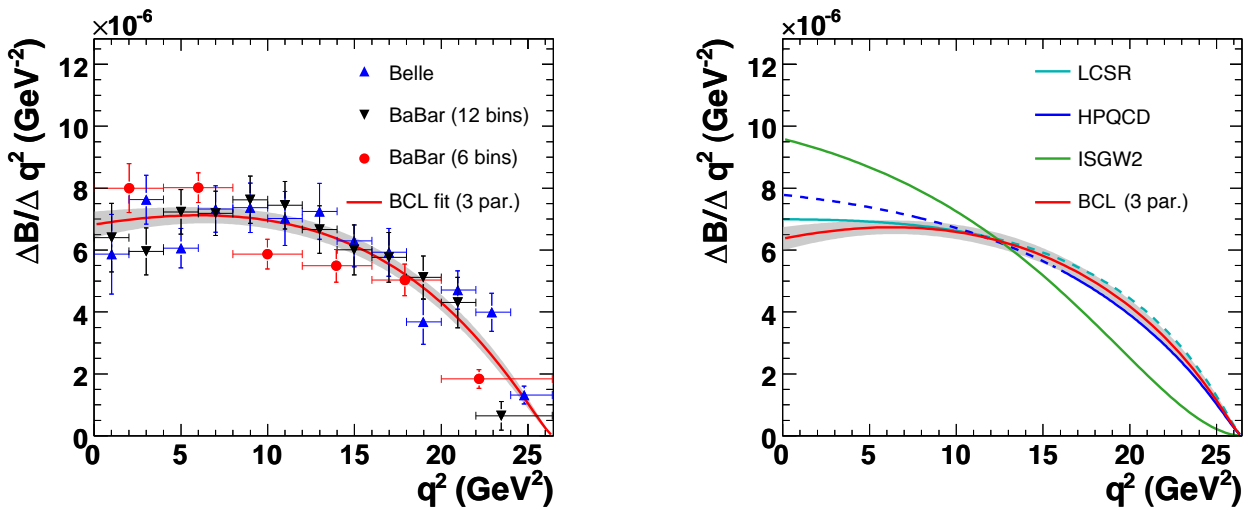 ×10⁻⁶
ΔB/Δ q² (GeV⁻²)
12
10
8
6
4
2
0
Belle
BaBar (12 bins)
BaBar (6 bins)
BCL fit (3 par.)
0 5 10 15 20 25
q² (GeV²)
×10⁻⁶
ΔB/Δ q² (GeV⁻²)
12
10
8
6
4
2
0
LCSR
HPQCD
ISGW2
BCL (3 par.)
0 5 10 15 20 25
q² (GeV²)